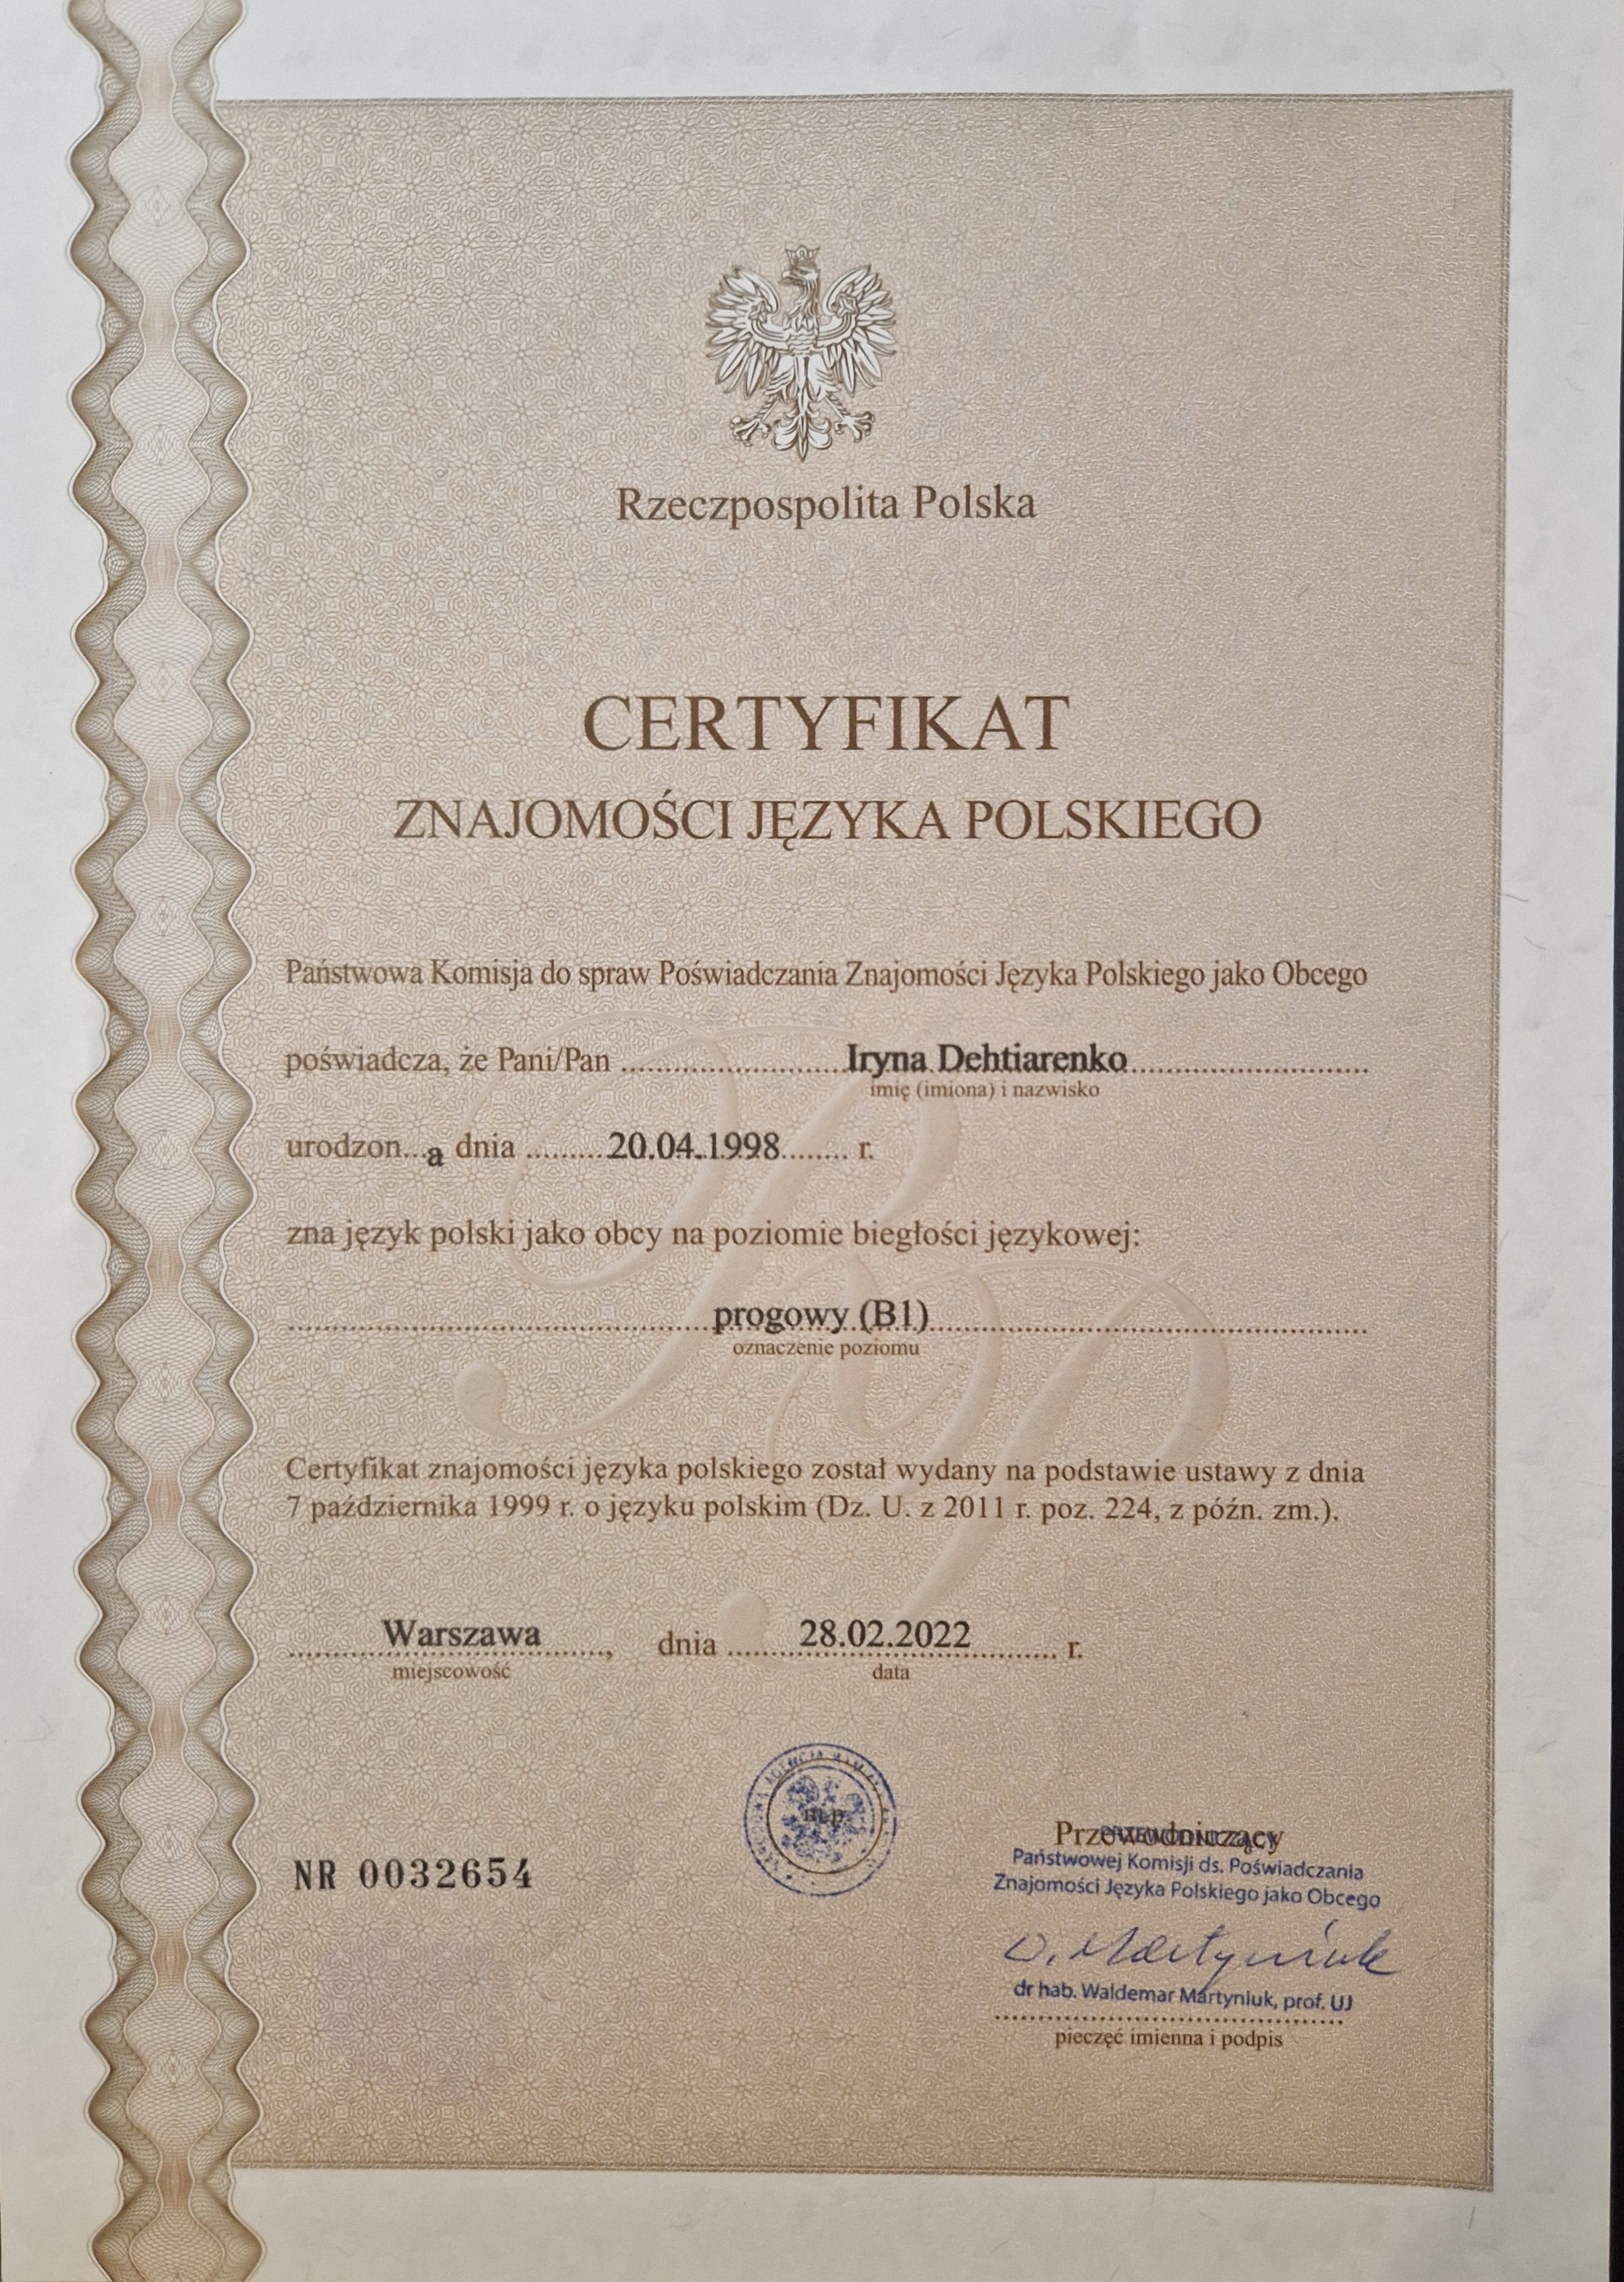 Rzeczpospolita Polska
CERTYFIKAT
ZNAJOMOŚCI JĘZYKA POLSKIEGO
Państwowa Komisja do spraw Poświadczania Znajomości Języka Polskiego jako Obcego
poświadcza, że Pani/Pan ........................Iryna Dehtiarenko..........................
imię (imiona) i nazwisko
urodzon...a dnia .........20.04.1998........ r.
zna język polski jako obcy na poziomie biegłości językowej:
..............................progowy (B1)..............................
oznaczenie poziomu
Certyfikat znajomości języka polskiego został wydany na podstawie ustawy z dnia
7 października 1999 r. o języku polskim (Dz. U. z 2011 r. poz. 224, z późn. zm.).
Warszawa, dnia ........28.02.2022......... r.
miejscowość data
m.p.
NR 0032654
Przewodniczący
Państwowej Komisji ds. Poświadczania
Znajomości Języka Polskiego jako Obcego
W. Martyniuk
dr hab. Waldemar Martyniuk, prof. UJ
pieczęć imienna i podpis